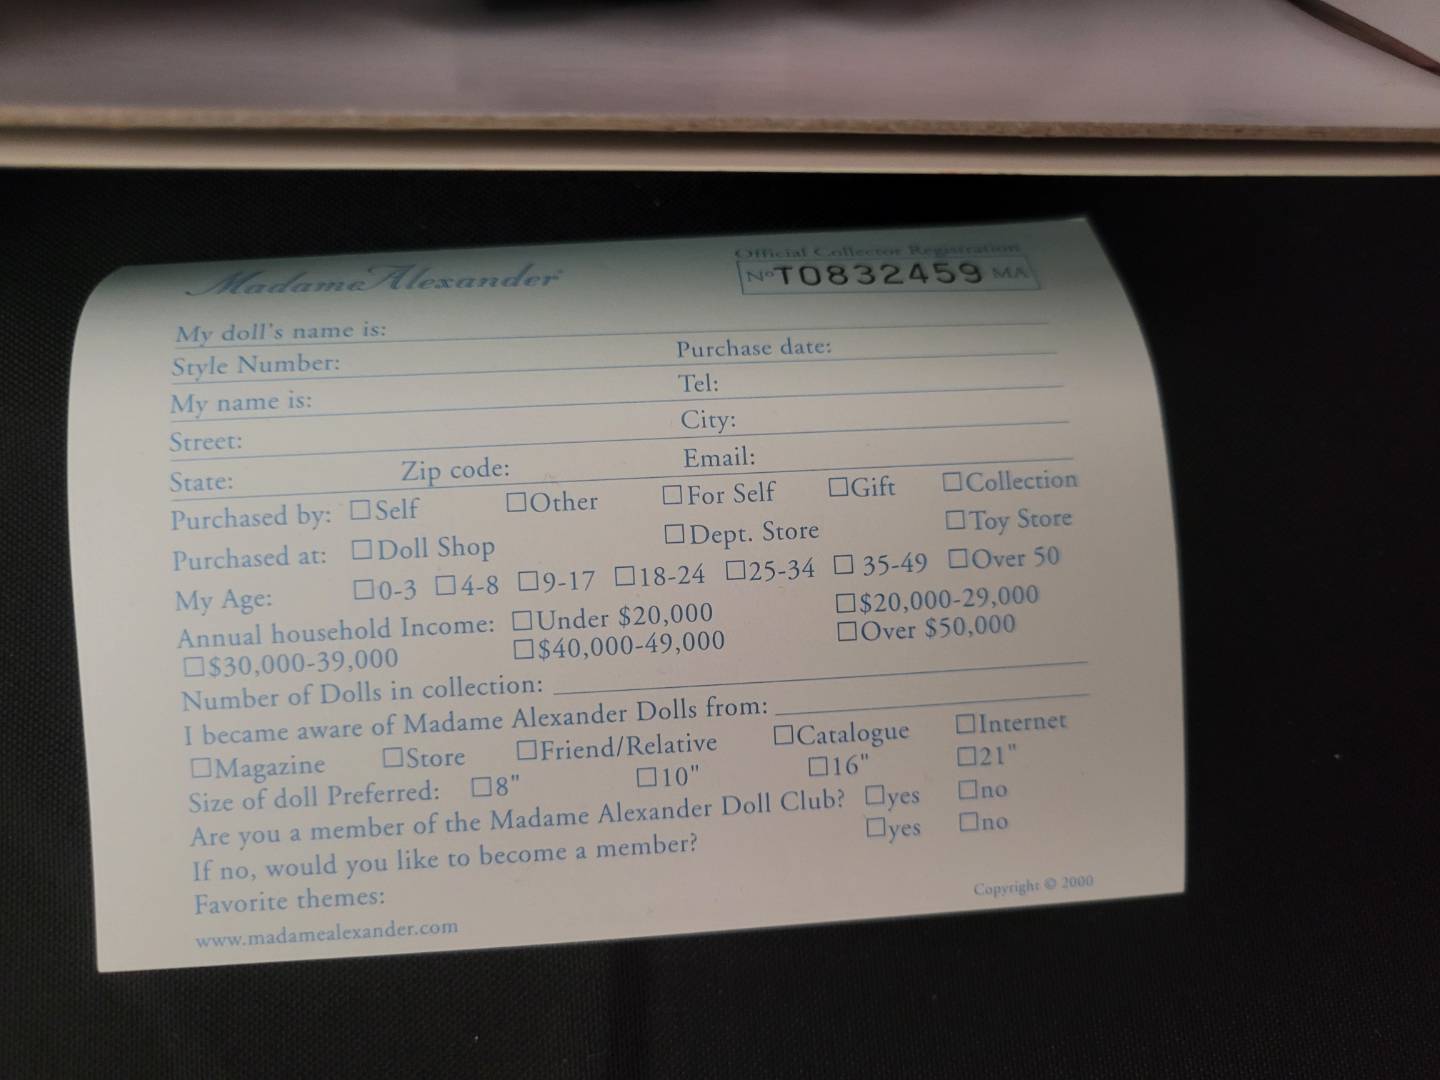 Madame Alexander
Official Collector Registration
No T0832459 MA
My doll's name is:
Style Number: Purchase date:
My name is: Tel:
Street: City:
State: Zip code: Email:
Purchased by: ☐Self ☐Other ☐For Self ☐Gift ☐Collection
Purchased at: ☐Doll Shop ☐Dept. Store ☐Toy Store
My Age: ☐0-3 ☐4-8 ☐9-17 ☐18-24 ☐25-34 ☐ 35-49 ☐Over 50
Annual household Income: ☐Under $20,000 ☐$20,000-29,000
☐$30,000-39,000 ☐$40,000-49,000 ☐Over $50,000
Number of Dolls in collection:
I became aware of Madame Alexander Dolls from:
☐Magazine ☐Store ☐Friend/Relative ☐Catalogue ☐Internet
Size of doll Preferred: ☐8" ☐10" ☐16" ☐21"
Are you a member of the Madame Alexander Doll Club? ☐yes ☐no
If no, would you like to become a member? ☐yes ☐no
Favorite themes:
www.madamealexander.com Copyright © 2000